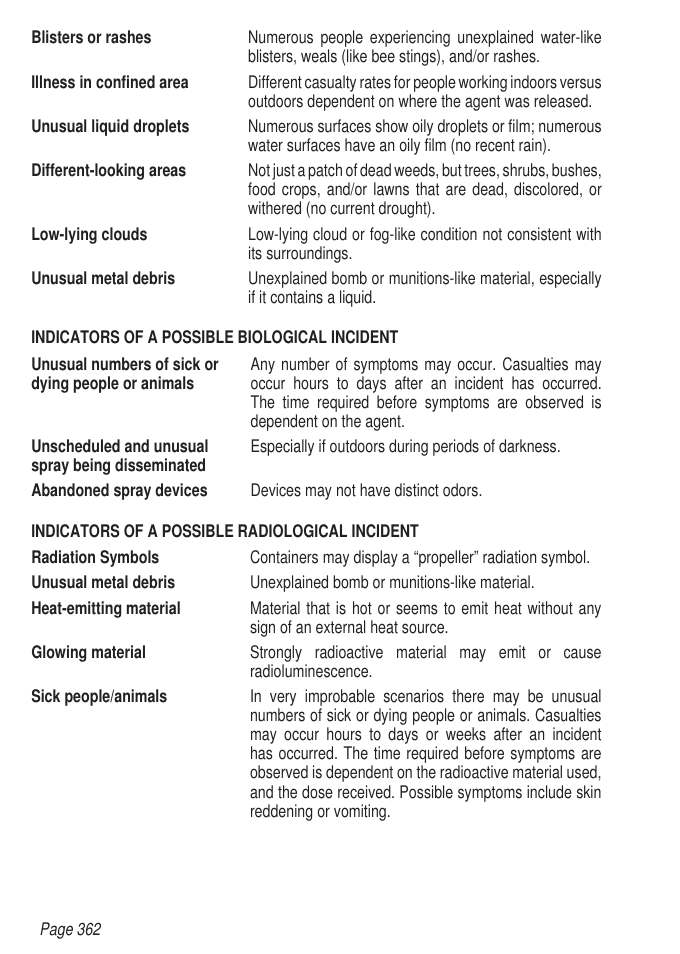 Blisters or rashes Numerous people experiencing unexplained water-like
blisters, weals (like bee stings), and/or rashes.
Illness in confined area Different casualty rates for people working indoors versus
outdoors dependent on where the agent was released.
Unusual liquid droplets Numerous surfaces show oily droplets or film; numerous
water surfaces have an oily film (no recent rain).
Different-looking areas Not just a patch of dead weeds, but trees, shrubs, bushes,
food crops, and/or lawns that are dead, discolored, or
withered (no current drought).
Low-lying clouds Low-lying cloud or fog-like condition not consistent with
its surroundings.
Unusual metal debris Unexplained bomb or munitions-like material, especially
if it contains a liquid.
INDICATORS OF A POSSIBLE BIOLOGICAL INCIDENT
Unusual numbers of sick or Any number of symptoms may occur. Casualties may
dying people or animals occur hours to days after an incident has occurred.
The time required before symptoms are observed is
dependent on the agent.
Unscheduled and unusual Especially if outdoors during periods of darkness.
spray being disseminated
Abandoned spray devices Devices may not have distinct odors.
INDICATORS OF A POSSIBLE RADIOLOGICAL INCIDENT
Radiation Symbols Containers may display a “propeller” radiation symbol.
Unusual metal debris Unexplained bomb or munitions-like material.
Heat-emitting material Material that is hot or seems to emit heat without any
sign of an external heat source.
Glowing material Strongly radioactive material may emit or cause
radioluminescence.
Sick people/animals In very improbable scenarios there may be unusual
numbers of sick or dying people or animals. Casualties
may occur hours to days or weeks after an incident
has occurred. The time required before symptoms are
observed is dependent on the radioactive material used,
and the dose received. Possible symptoms include skin
reddening or vomiting.
Page 362